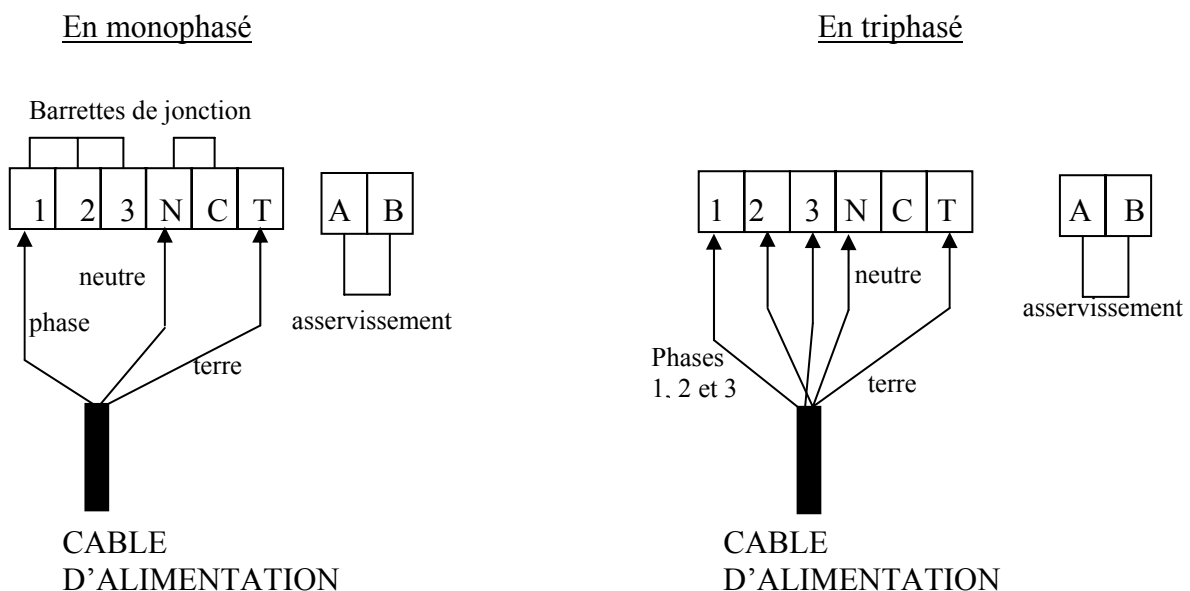 En monophasé
Barrettes de jonction
1 2 3 N C T
A B
neutre
phase
asservissement
terre
CABLE
D’ALIMENTATION
En triphasé
1 2 3 N C T
A B
neutre
asservissement
Phases
1, 2 et 3
terre
CABLE
D’ALIMENTATION